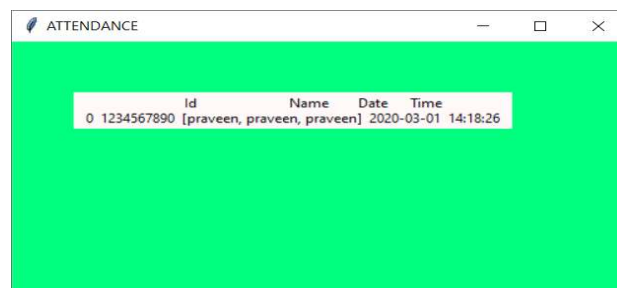 ATTENDANCE
Id Name Date Time
0 1234567890 [praveen, praveen, praveen] 2020-03-01 14:18:26